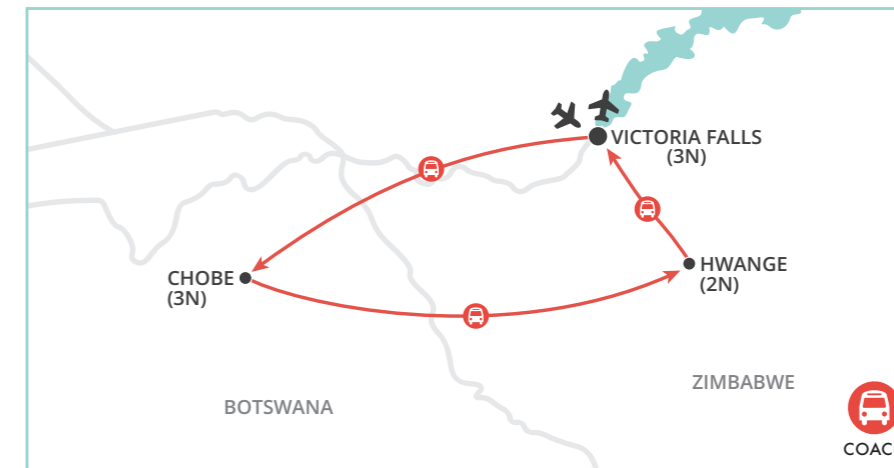 VICTORIA FALLS
(3N)
CHOBE
(3N)
HWANGE
(2N)
ZIMBABWE
BOTSWANA
COAC